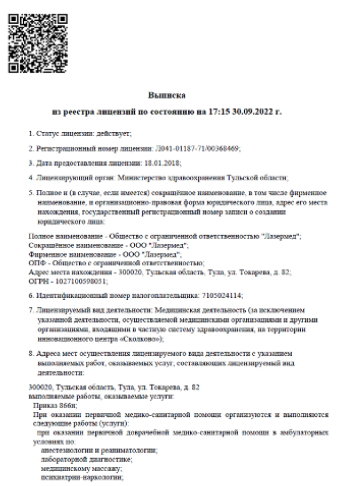 Выписка
из реестра лицензий по состоянию на 17:15 30.09.2022 г.
1. Статус лицензии: действует;
2. Регистрационный номер лицензии: Л041-01187-71/00368469;
3. Дата предоставления лицензии: 18.01.2018;
4. Лицензирующий орган: Министерство здравоохранения Тульской области;
5. Полное и (в случае, если имеется) сокращённое наименование, в том числе фирменное
наименование, и организационно-правовая форма юридического лица, адрес его места
нахождения, государственный регистрационный номер записи о создании
юридического лица:
Полное наименование - Общество с ограниченной ответственностью "Лазермед";
Сокращённое наименование - ООО "Лазермед";
Фирменное наименование - ООО "Лазермед";
ОПФ - Общество с ограниченной ответственностью;
Адрес места нахождения - 300020, Тульская область, Тула, ул. Токарева, д. 82;
ОГРН - 1027100598051;
6. Идентификационный номер налогоплательщика: 7105024114;
7. Лицензируемый вид деятельности: Медицинская деятельность (за исключением
указанной деятельности, осуществляемой медицинскими организациями и другими
организациями, входящими в частную систему здравоохранения, на территории
инновационного центра «Сколково»);
8. Адреса мест осуществления лицензируемого вида деятельности с указанием
выполняемых работ, оказываемых услуг, составляющих лицензируемый вид
деятельности:
300020, Тульская область, Тула, ул. Токарева, д. 82
выполняемые работы, оказываемые услуги:
Приказ 866н;
При оказании первичной медико-санитарной помощи организуются и выполняются
следующие работы (услуги):
при оказании первичной доврачебной медико-санитарной помощи в амбулаторных
условиях по:
анестезиологии и реаниматологии;
лабораторной диагностике;
медицинскому массажу;
психиатрии-наркологии;